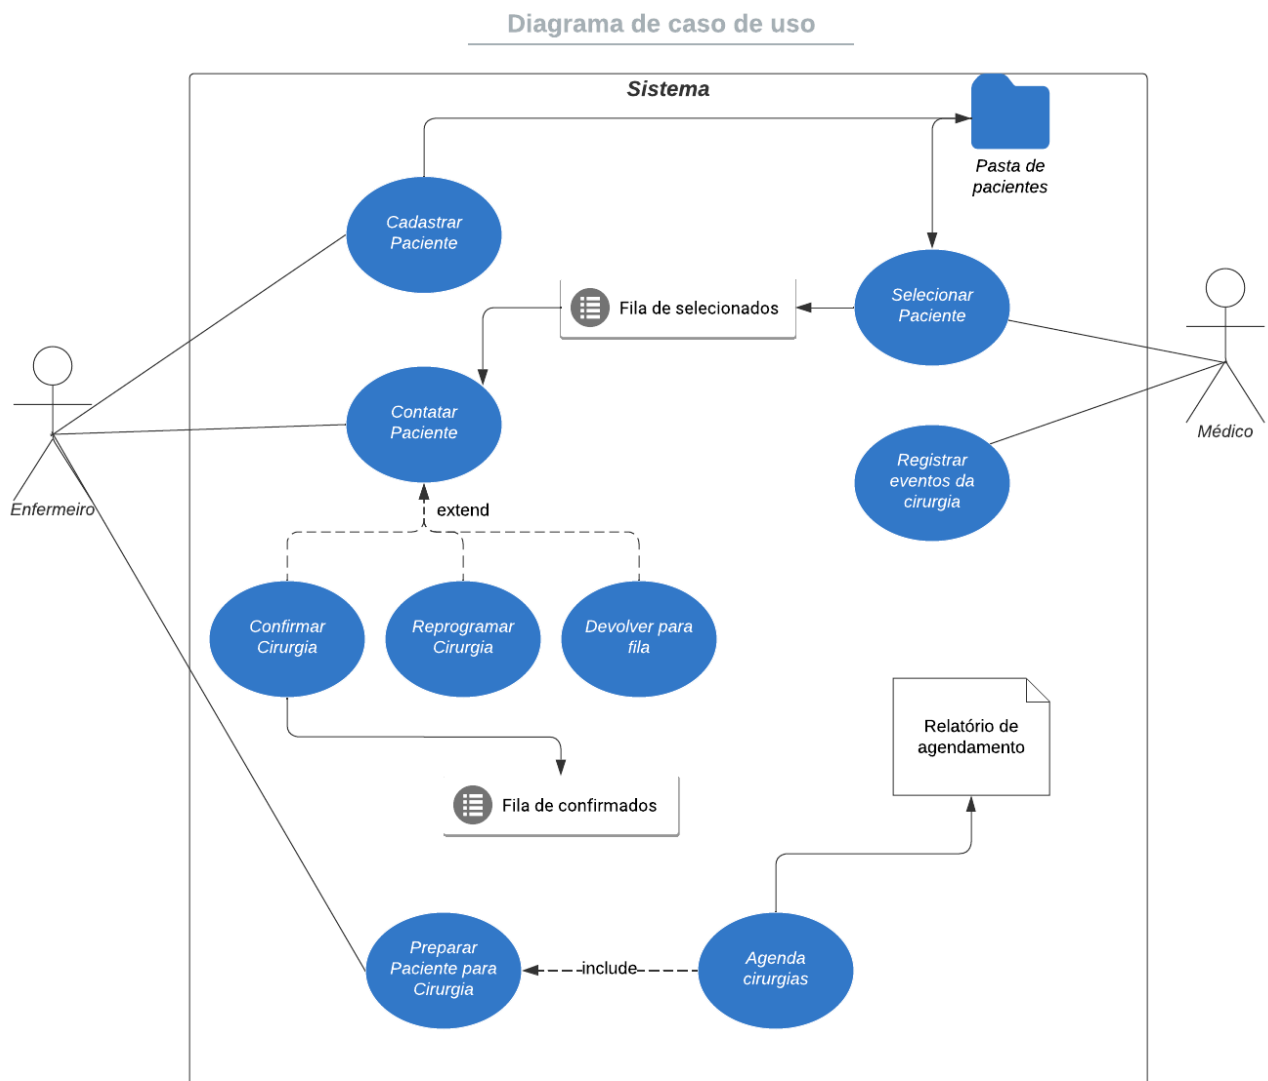 Diagrama de caso de uso
Sistema
Pasta de
pacientes
Cadastrar
Paciente
Selecionar
Paciente
Fila de selecionados
Contatar
Paciente
Médico
Registrar
eventos da
cirurgia
Enfermeiro
extend
Confirmar
Cirurgia
Reprogramar
Cirurgia
Devolver para
fila
Relatório de
agendamento
Fila de confirmados
Preparar
Paciente para
Cirurgia
include
Agenda
cirurgias